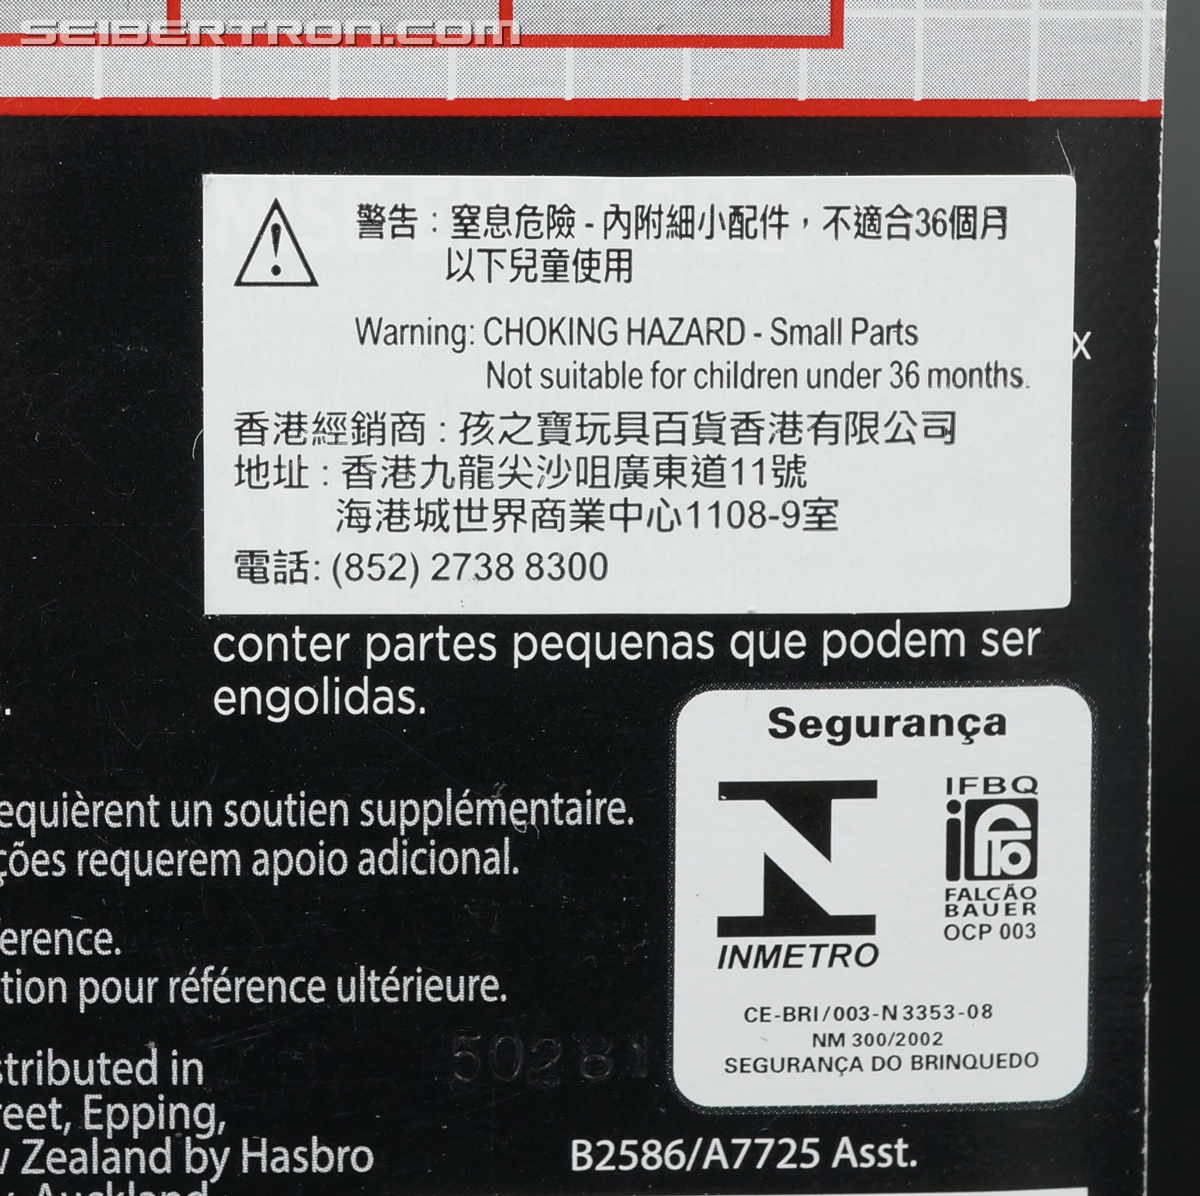 SEIBERTRON.COM
警告：窒息危險 - 內附細小配件，不適合36個月
以下兒童使用
Warning: CHOKING HAZARD - Small Parts
Not suitable for children under 36 months.
x
香港經銷商 : 孩之寶玩具百貨香港有限公司
地址 : 香港九龍尖沙咀廣東道11號
海港城世界商業中心1108-9室
電話: (852) 2738 8300
conter partes pequenas que podem ser
engolidas.
Segurança
IFBQ
FALCÃO
BAUER
OCP 003
INMETRO
CE-BRI/003-N 3353-08
NM 300/2002
SEGURANÇA DO BRINQUEDO
equièrent un soutien supplémentaire.
ções requerem apoio adicional.
erence.
tion pour référence ultérieure.
50281
stributed in
reet, Epping,
Zealand by Hasbro
Auckland
B2586/A7725 Asst.